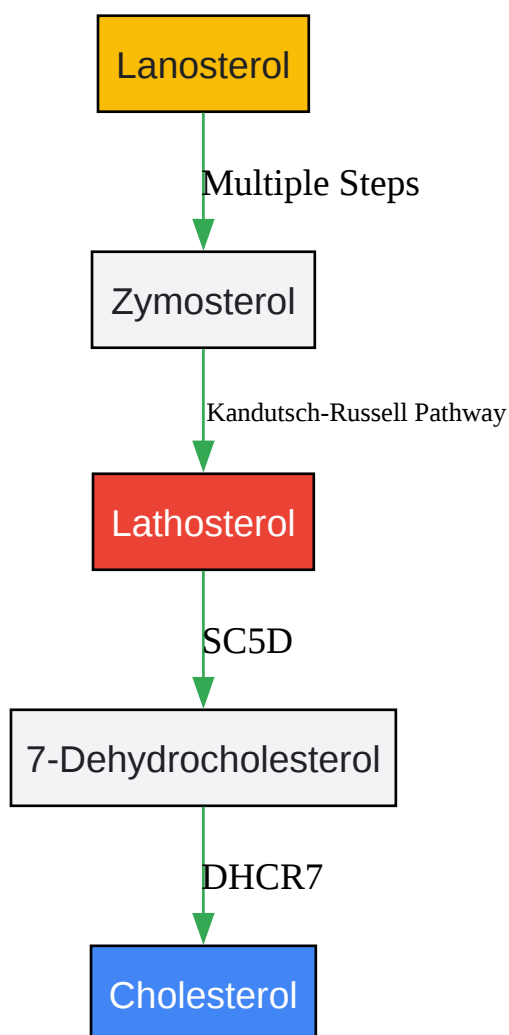 Lanosterol
Multiple Steps
Zymosterol
Kandutsch-Russell Pathway
Lathosterol
SC5D
7-Dehydrocholesterol
DHCR7
Cholesterol